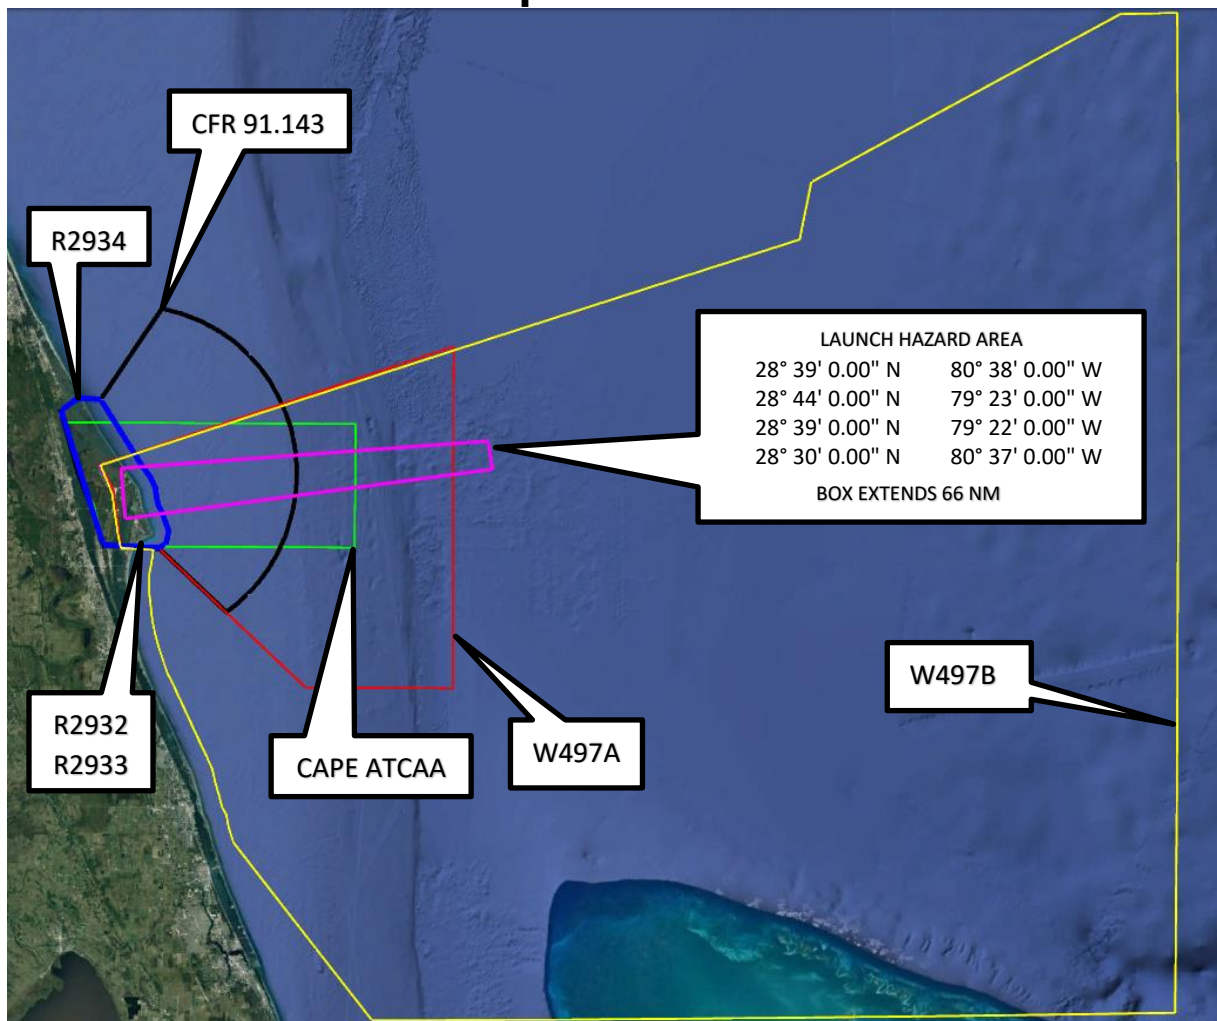 CFR 91.143
R2934
LAUNCH HAZARD AREA
28° 39' 0.00" N 80° 38' 0.00" W
28° 44' 0.00" N 79° 23' 0.00" W
28° 39' 0.00" N 79° 22' 0.00" W
28° 30' 0.00" N 80° 37' 0.00" W
BOX EXTENDS 66 NM
W497B
R2932
R2933
CAPE ATCAA
W497A